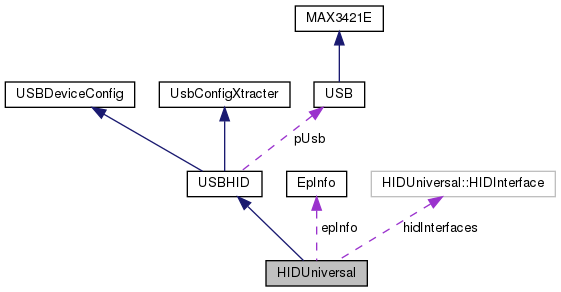 MAX3421E
USBDeviceConfig
UsbConfigXtracter
USB
pUsb
USBHID
EpInfo
HIDUniversal::HIDInterface
epInfo
hidInterfaces
HIDUniversal